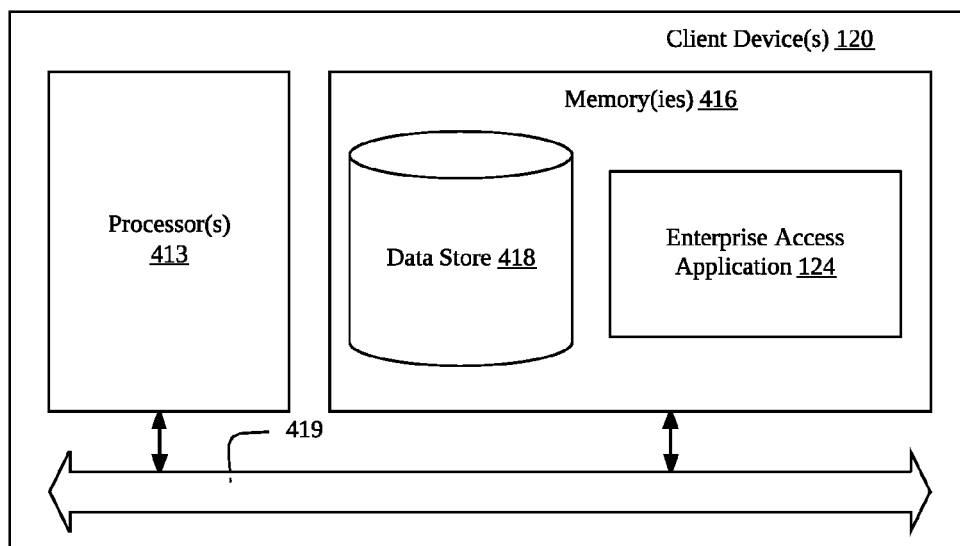 Client Device(s) 120
Memory(ies) 416
Processor(s)
413
Data Store 418
Enterprise Access
Application 124
419